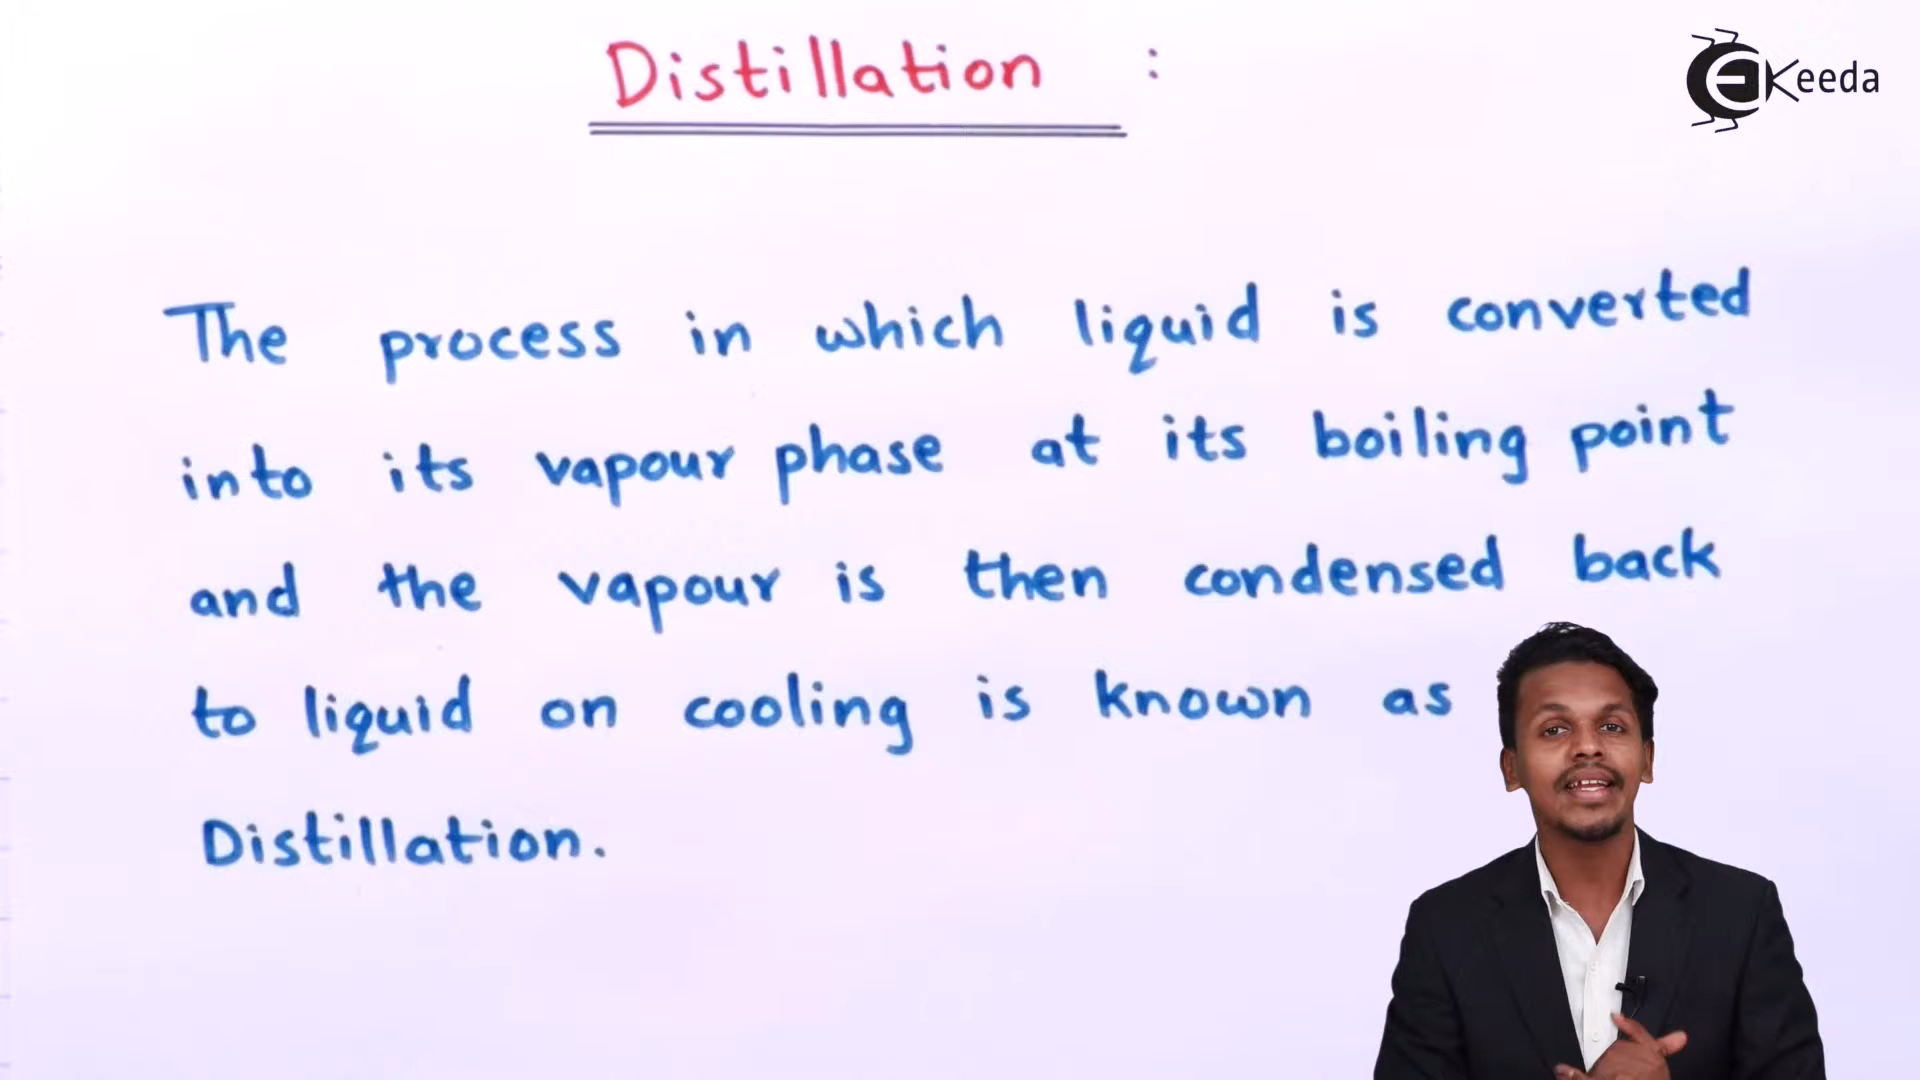 Distillation :
EKeeda
The process in which liquid is converted
into its vapour phase at its boiling point
and the vapour is then condensed back
to liquid on cooling is known as
Distillation.